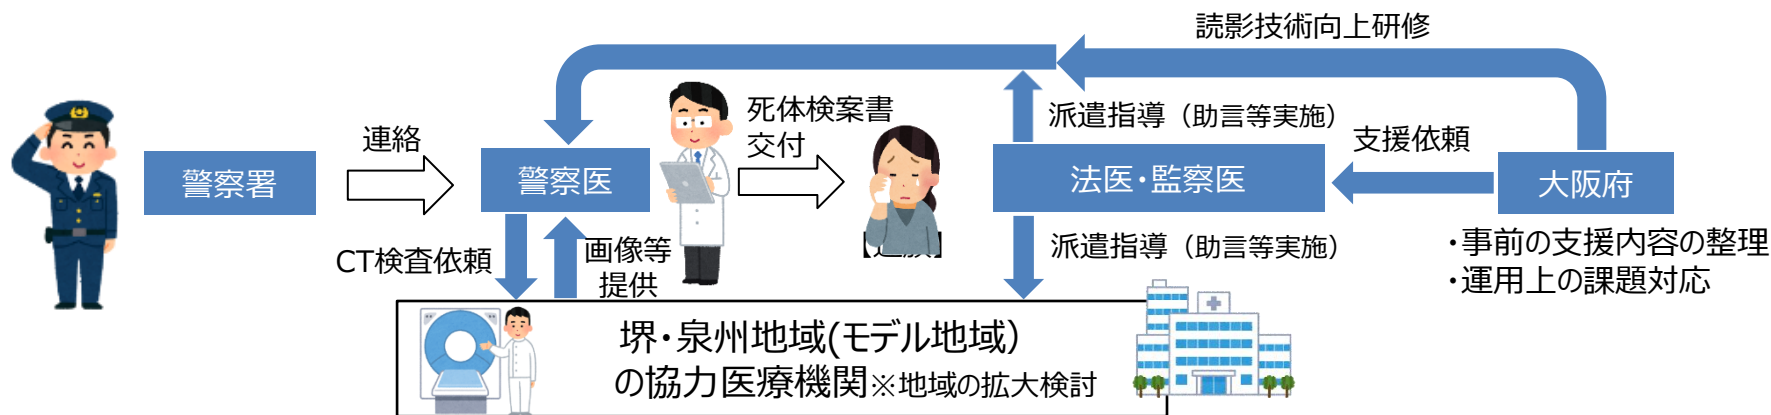 読影技術向上研修
死体検案書
交付
派遣指導（助言等実施）
連絡
支援依頼
警察署
警察医
法医・監察医
大阪府
CT検査依頼
画像等
提供
派遣指導（助言等実施）
・事前の支援内容の整理
・運用上の課題対応
堺・泉州地域(モデル地域）
の協力医療機関※地域の拡大検討